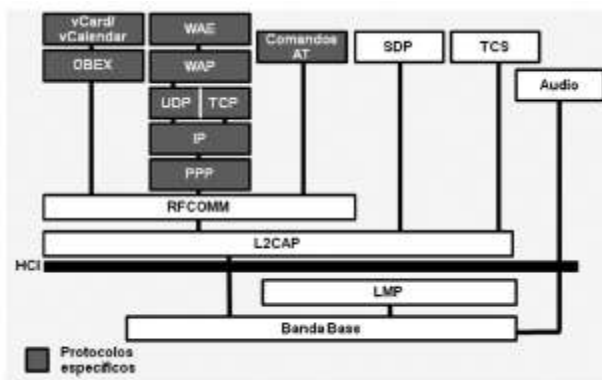 vCard/
vCalendar
OBEX
WAE
WAP
UDP TCP
IP
PPP
Comandos
AT
SDP
TCS
Audio
RFCOMM
L2CAP
HCI
LMP
Banda Base
Protocolos
específicos